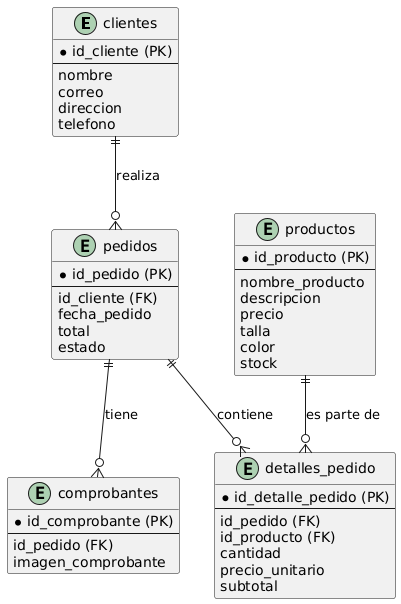 E clientes
id_cliente (PK)
nombre
correo
direccion
telefono
realiza
E pedidos
id_pedido (PK)
id_cliente (FK)
fecha_pedido
total
estado
E productos
id_producto (PK)
nombre_producto
descripcion
precio
talla
color
stock
tiene
contiene
es parte de
E comprobantes
id_comprobante (PK)
id_pedido (FK)
imagen_comprobante
E detalles_pedido
id_detalle_pedido (PK)
id_pedido (FK)
id_producto (FK)
cantidad
precio_unitario
subtotal